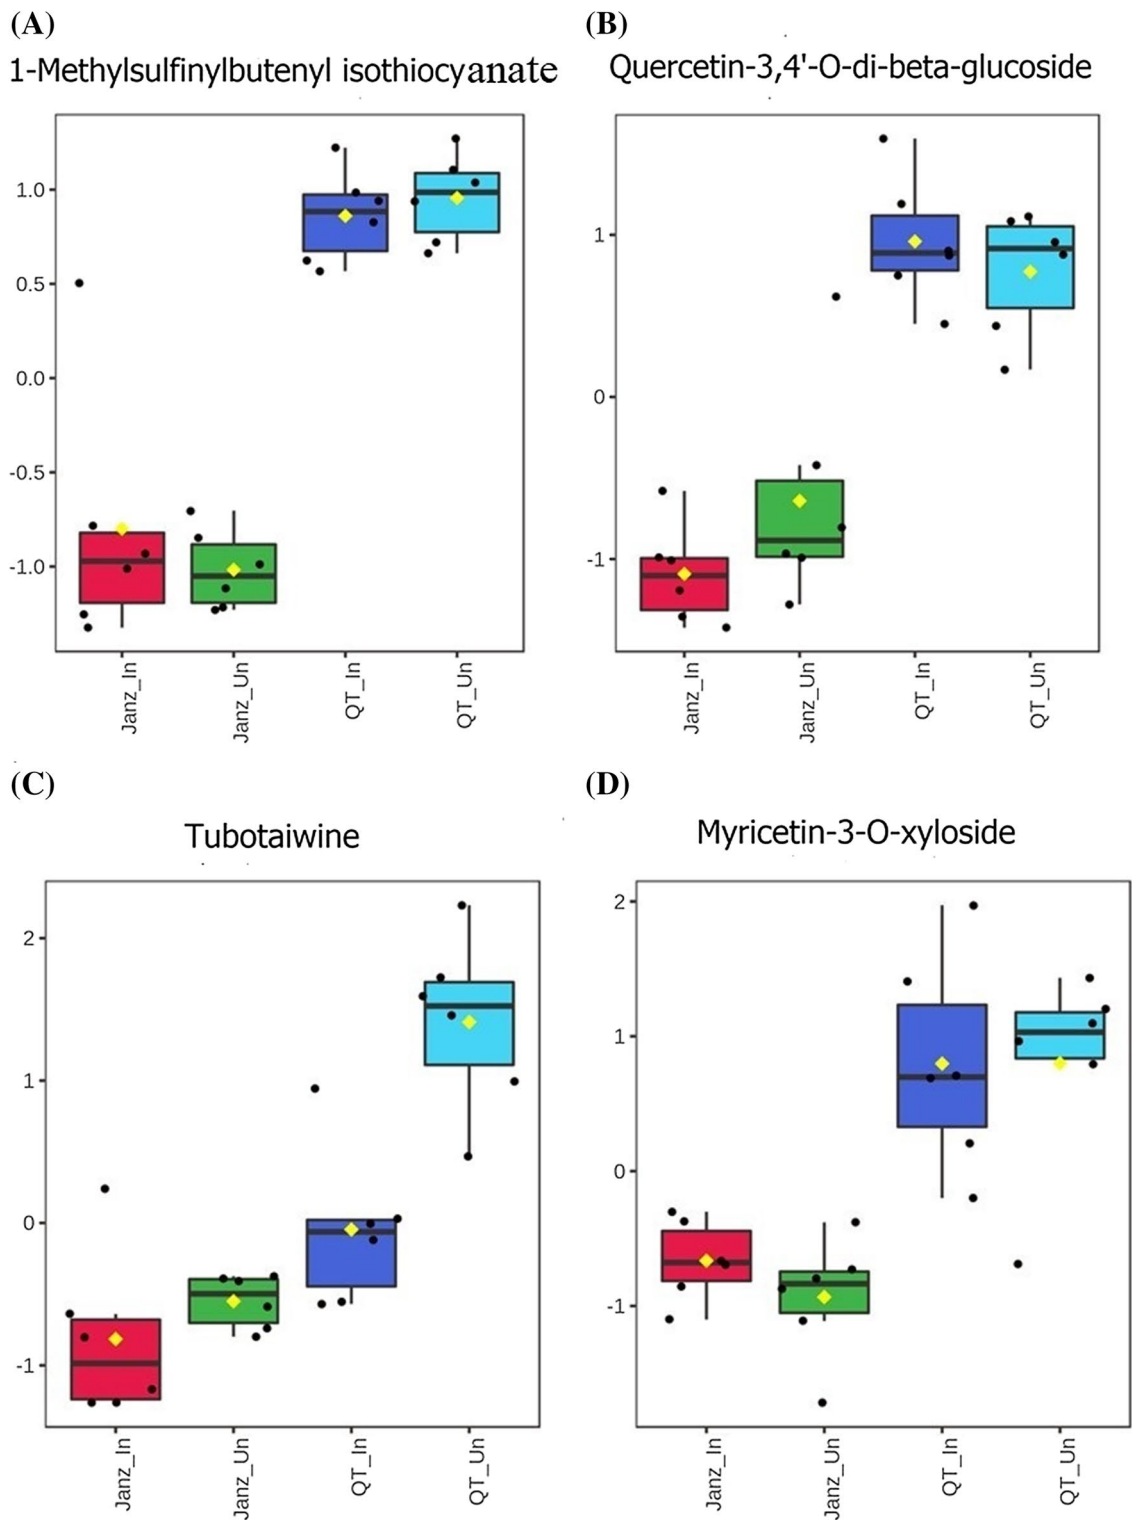 (A)
1-Methylsulfinylbutenyl isothiocyanate
1.0
0.5
0.0
-0.5
-1.0
Janz_In
Janz_Un
QT_In
QT_Un
(B)
Quercetin-3,4'-O-di-beta-glucoside
1
0
-1
Janz_In
Janz_Un
QT_In
QT_Un
(C)
Tubotaiwine
2
1
0
-1
Janz_In
Janz_Un
QT_In
QT_Un
(D)
Myricetin-3-O-xyloside
2
1
0
-1
Janz_In
Janz_Un
QT_In
QT_Un